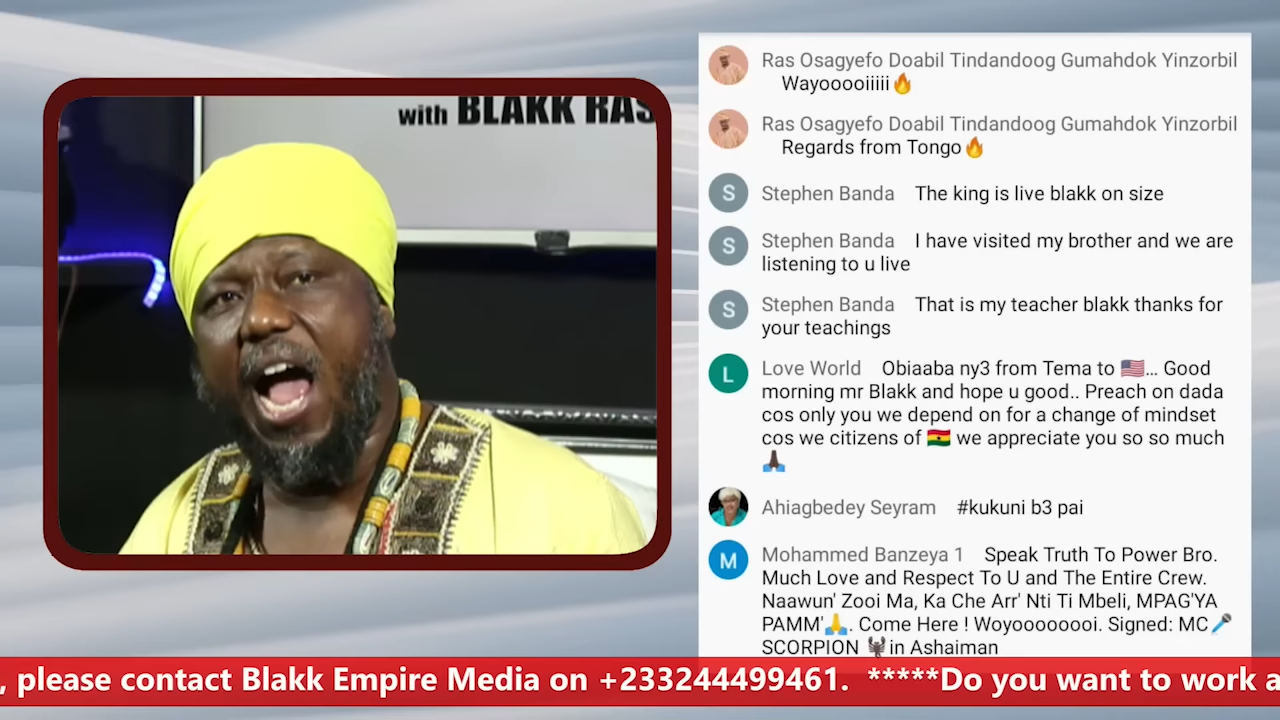 with BLAKK RAS
Ras Osagyefo Doabil Tindandoog Gumahdok Yinzorbil
Wayooooiiiii🔥
Ras Osagyefo Doabil Tindandoog Gumahdok Yinzorbil
Regards from Tongo🔥
S Stephen Banda The king is live blakk on size
S Stephen Banda I have visited my brother and we are
listening to u live
S Stephen Banda That is my teacher blakk thanks for
your teachings
L Love World Obiaaba ny3 from Tema to 🇺🇸... Good
morning mr Blakk and hope u good.. Preach on dada
cos only you we depend on for a change of mindset
cos we citizens of 🇬🇭 we appreciate you so so much
🙏🏿
Ahiagbedey Seyram #kukuni b3 pai
M Mohammed Banzeya 1 Speak Truth To Power Bro.
Much Love and Respect To U and The Entire Crew.
Naawun' Zooi Ma, Ka Che Arr' Nti Ti Mbeli, MPAG'YA
PAMM'🙏. Come Here ! Woyoooooooi. Signed: MC🎤
SCORPION 🦂in Ashaiman
, please contact Blakk Empire Media on +233244499461. *****Do you want to work a